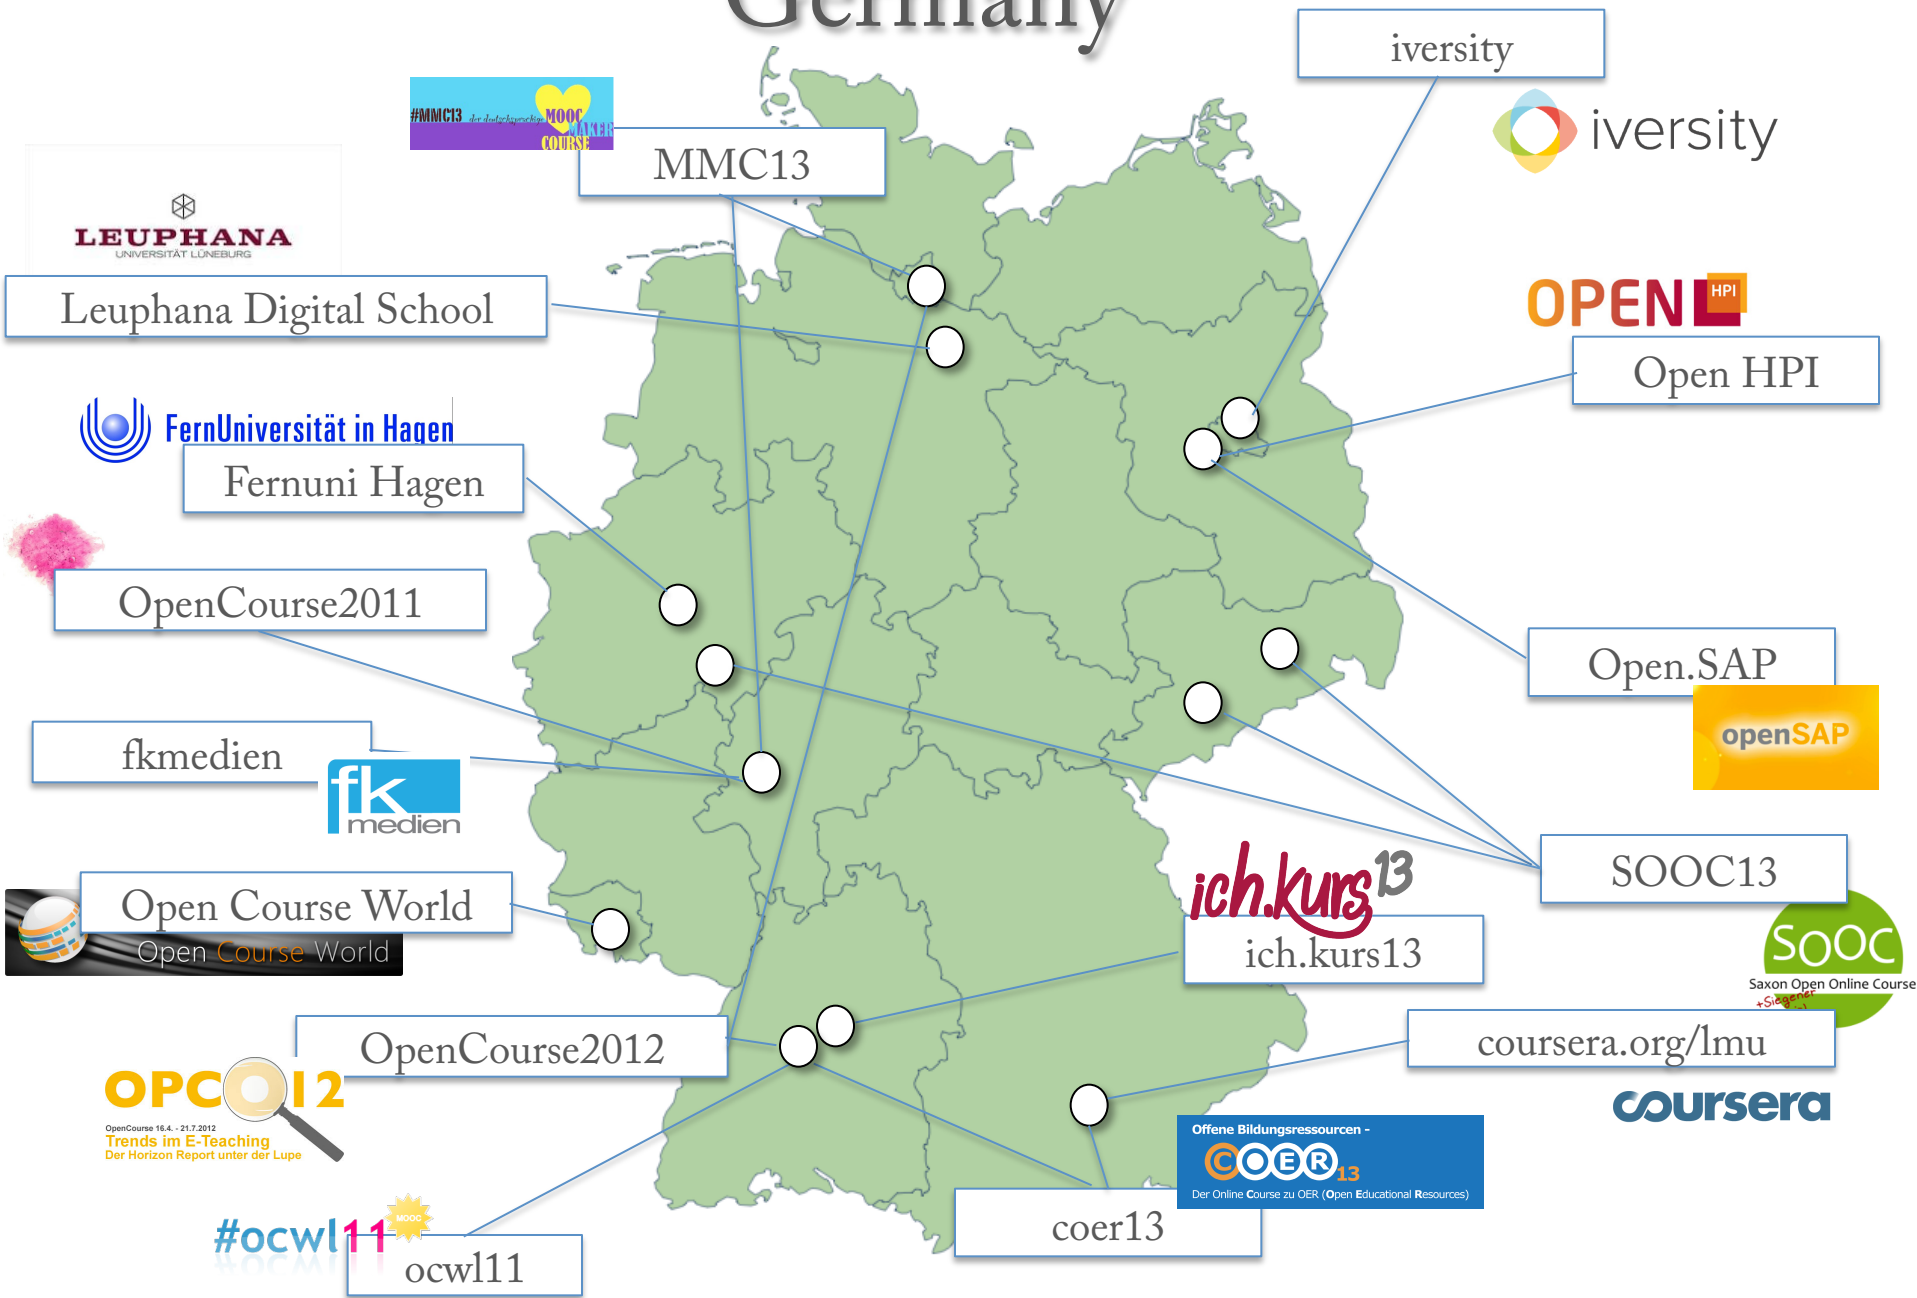 Germany
iversity
iversity
#MMC13 der deutschsprachige MOOC
MAKER
COURSE
MMC13
LEUPHANA
UNIVERSITÄT LÜNEBURG
Leuphana Digital School
OPEN HPI
Open HPI
FernUniversität in Hagen
Fernuni Hagen
OpenCourse2011
Open.SAP
openSAP
fkmedien
fk
medien
SOOC13
SOOC
Saxon Open Online Course
+Siegener
ich.kurs13
ich.kurs13
Open Course World
Open Course World
OpenCourse2012
OPCO12
OpenCourse 16.4. - 21.7.2012
Trends im E-Teaching
Der Horizon Report unter der Lupe
coursera.org/lmu
coursera
Offene Bildungsressourcen -
COER13
Der Online Course zu OER (Open Educational Resources)
coer13
#ocwl11 MOOC
ocwl11